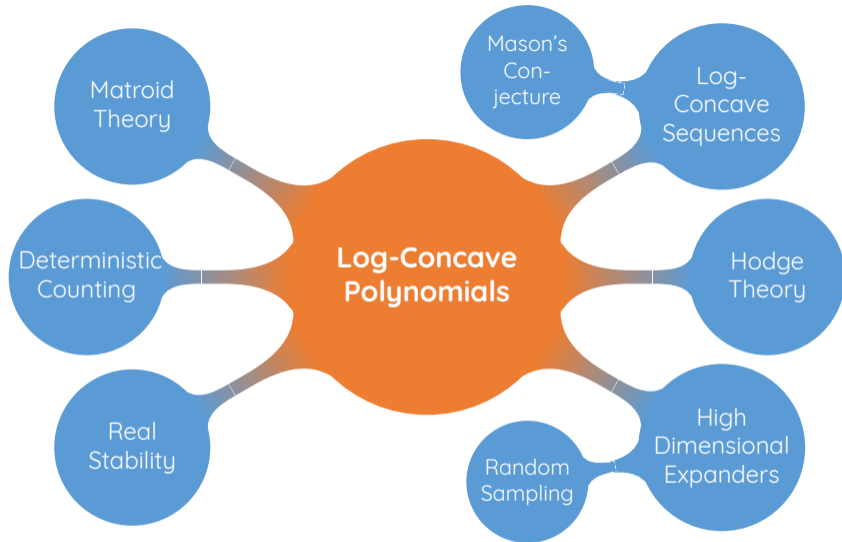 Matroid
Theory
Deterministic
Counting
Real
Stability
Log-Concave
Polynomials
Mason's
Con-
jecture
Log-
Concave
Sequences
Hodge
Theory
High
Dimensional
Expanders
Random
Sampling